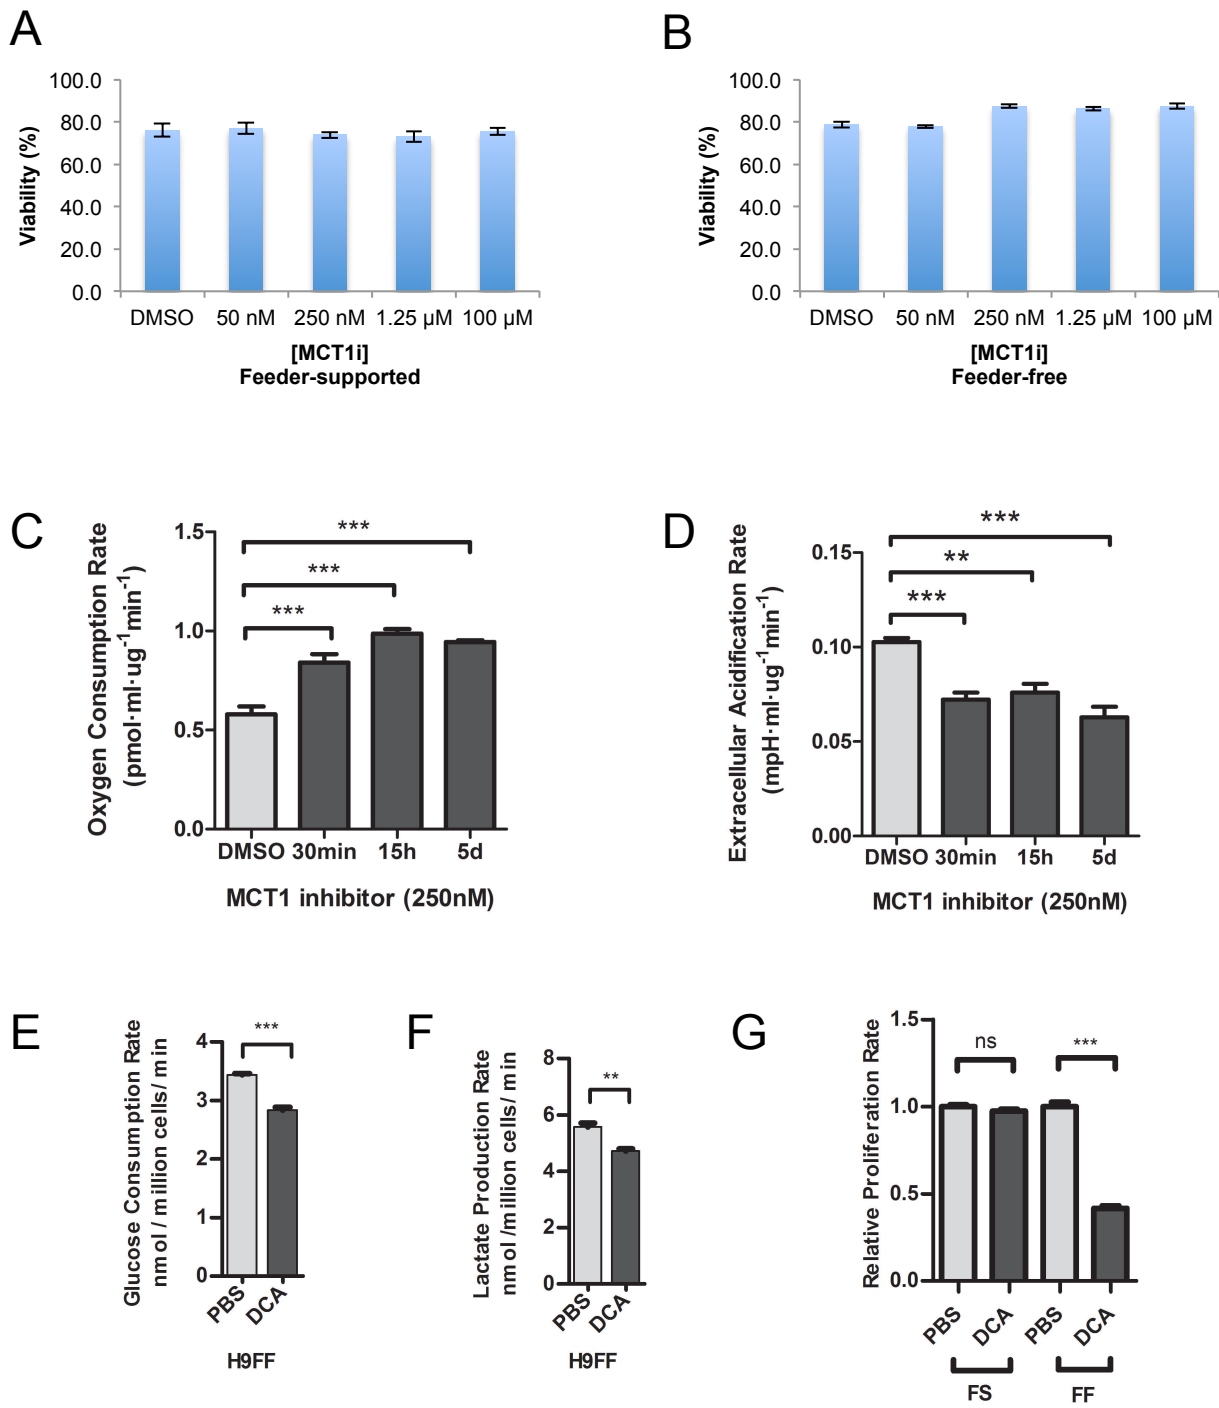 A
100.0
80.0
60.0
40.0
20.0
0.0
Viability (%)
DMSO 50 nM 250 nM 1.25 µM 100 µM
[MCT1i]
Feeder-supported
B
100.0
80.0
60.0
40.0
20.0
0.0
Viability (%)
DMSO 50 nM 250 nM 1.25 µM 100 µM
[MCT1i]
Feeder-free
C
Oxygen Consumption Rate
(pmol·ml·ug⁻¹min⁻¹)
1.5
1.0
0.5
0.0
***
***
***
DMSO 30min 15h 5d
MCT1 inhibitor (250nM)
D
Extracellular Acidification Rate
(mpH·ml·ug⁻¹min⁻¹)
0.15
0.10
0.05
0.00
***
**
***
DMSO 30min 15h 5d
MCT1 inhibitor (250nM)
E
Glucose Consumption Rate
nmol / million cells/ min
4
3
2
1
0
***
PBS DCA
H9FF
F
Lactate Production Rate
nmol /million cells/ min
8
6
4
2
0
**
PBS DCA
H9FF
G
Relative Proliferation Rate
1.5
1.0
0.5
0.0
ns ***
PBS DCA PBS DCA
FS FF